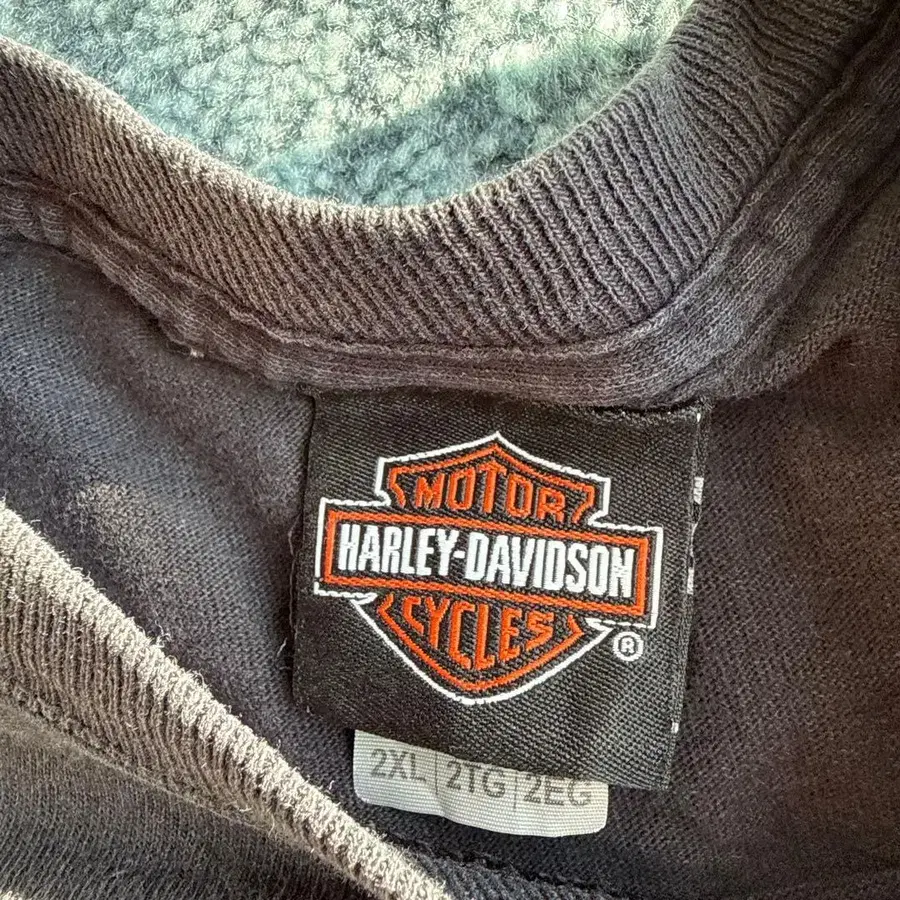 MOTOR
HARLEY-DAVIDSON
CYCLES
®
2XL | 2TG | 2EG